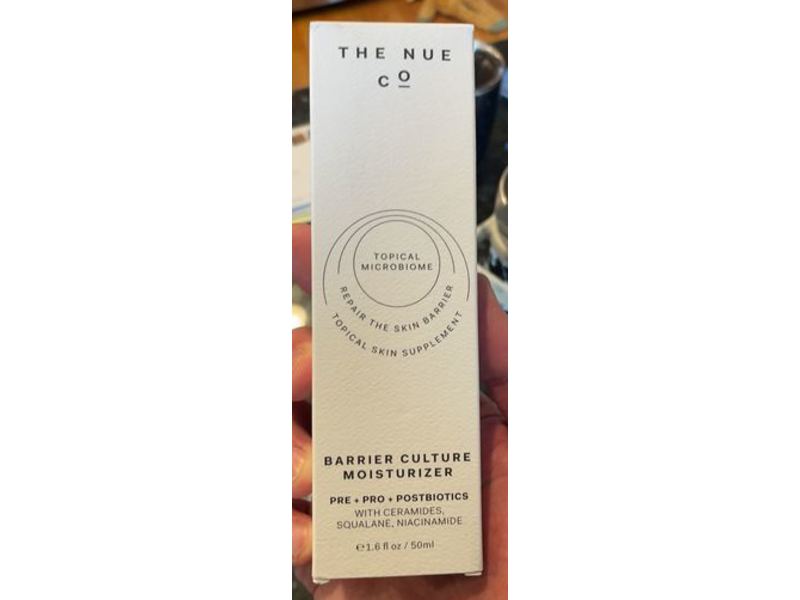 THE NUE
CO
TOPICAL
MICROBIOME
REPAIR THE SKIN BARRIER
TOPICAL SKIN SUPPLEMENT
BARRIER CULTURE
MOISTURIZER
PRE + PRO + POSTBIOTICS
WITH CERAMIDES,
SQUALANE, NIACINAMIDE
℮1.6 fl oz / 50ml